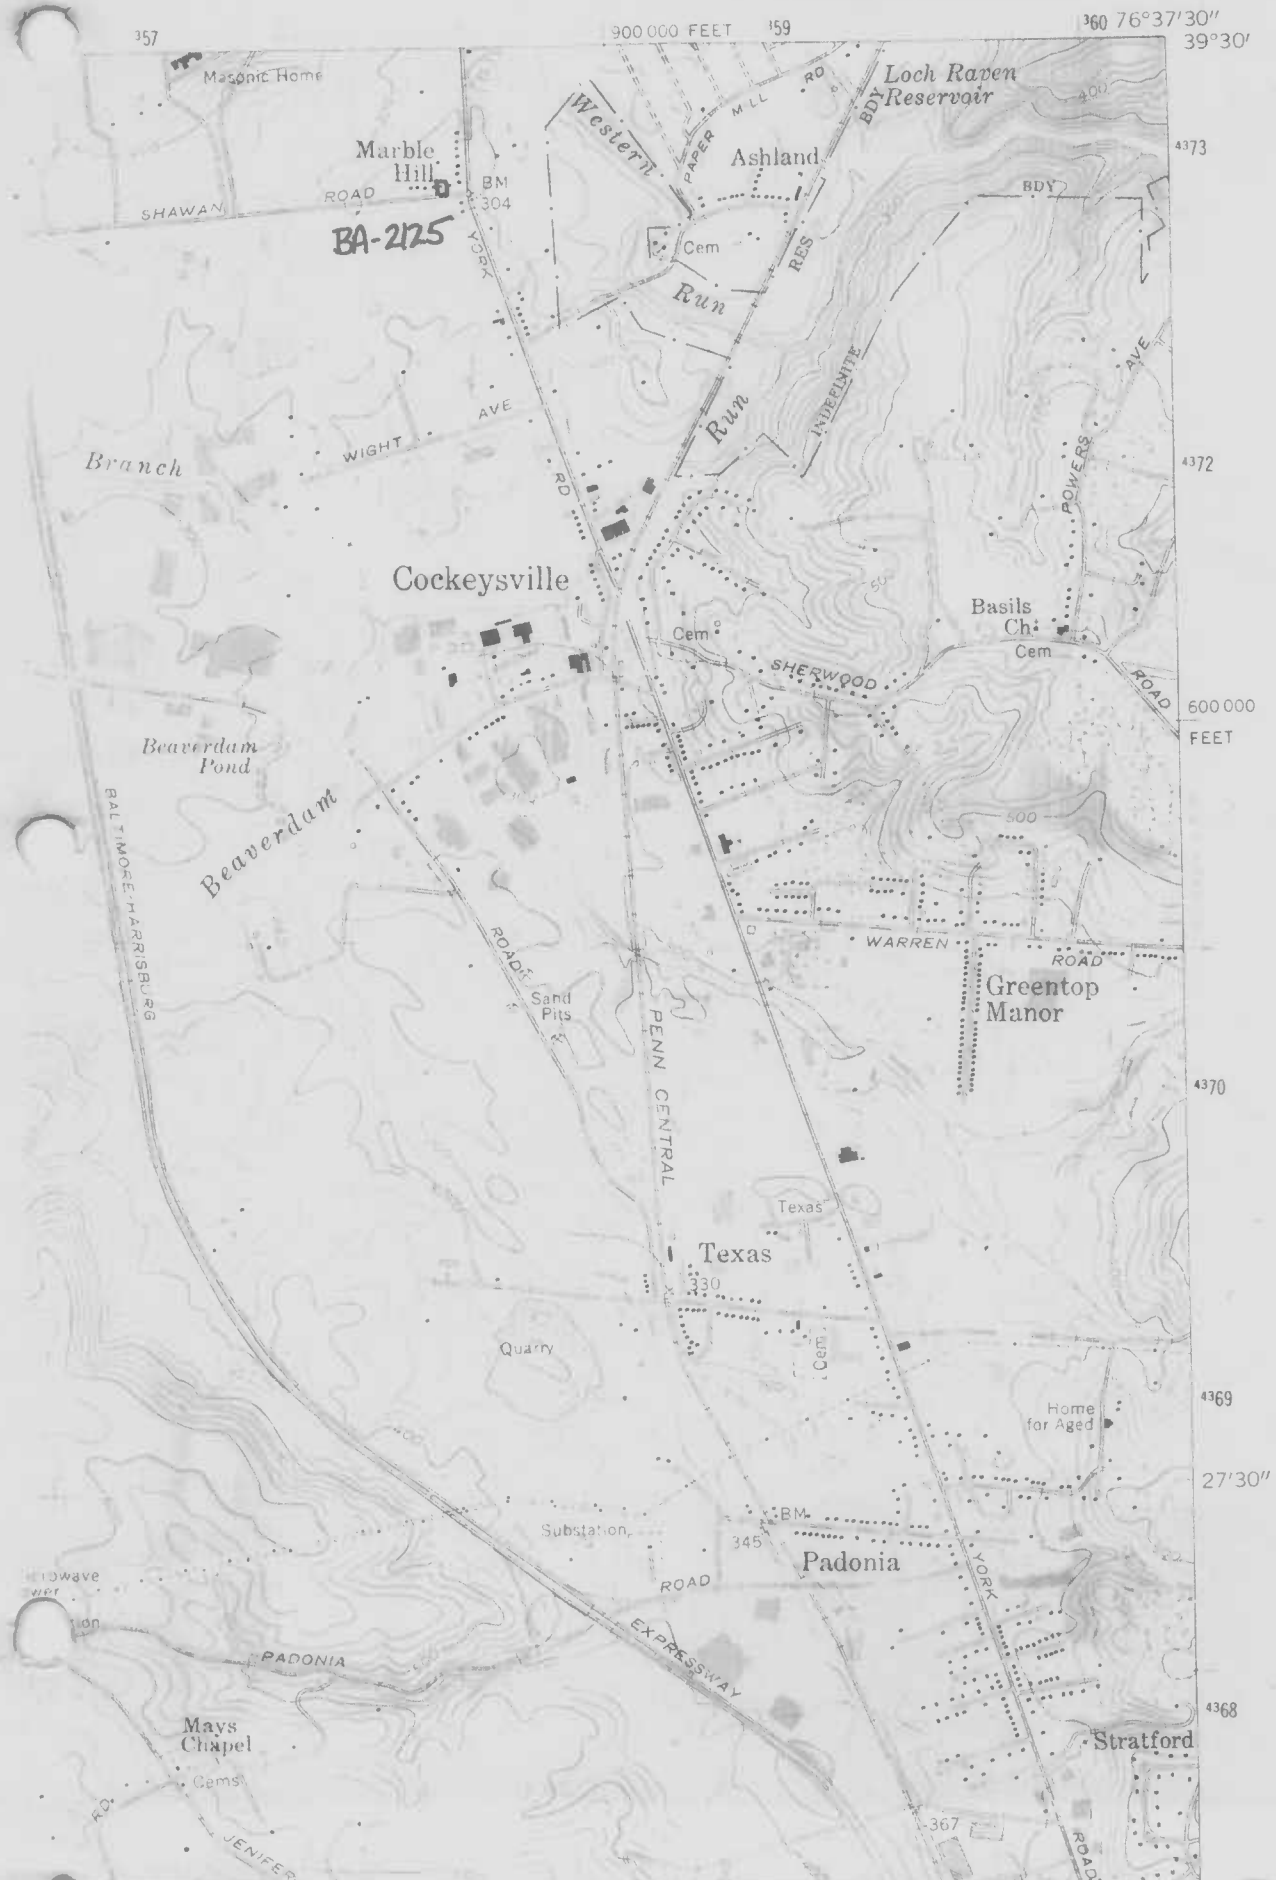 357
900 000 FEET
359
360 76°37'30"
39°30'
Masonic Home
Loch Raven
Reservoir
400
BDY
RD
MILL
PAPER
Western
Marble
Hill
Ashland
4373
BM
304
BDY
SHAWAN
ROAD
BA-2125
YORK
Cem
RES
Run
INDEFINITE
AVE
Run
WIGHT
AVE
Branch
4372
POWERS
RD
Cockeysville
Basils
Ch
Cem
Cem
SHERWOOD
ROAD
600 000
FEET
Beaverdam
Pond
BALTIMORE-HARRISBURG
Beaverdam
500
WARREN
ROAD
ROAD
Greentop
Manor
Sand
Pits
PENN CENTRAL
4370
Texas
Texas
330
Quarry
Cem
4369
Home
for Aged
400
27'30"
BM
Substation
345
Padonia
ROAD
YORK
EXPRESSWAY
PADONIA
4368
Mays
Chapel
Stratford
Cems
RD
367
JENIFER
ROAD